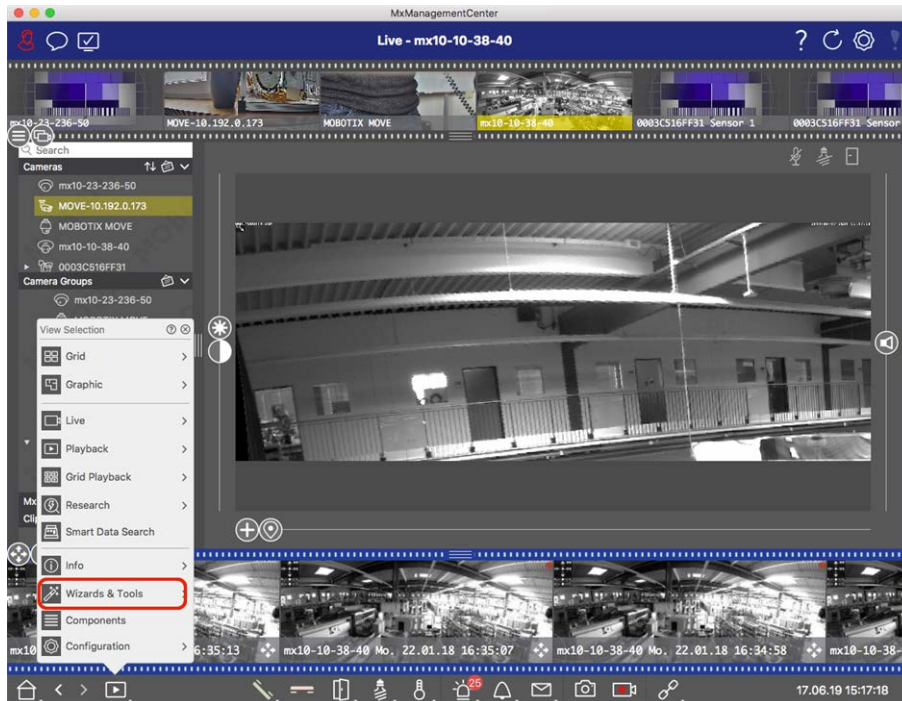 MxManagementCenter
Live - mx10-10-38-40
mx10-23-236-50
MOVE-10.192.0.173
MOBOTIX MOVE
mx10-10-38-40
0003C516FF31 Sensor 1
0003C516FF31 Sensor
Search
Cameras
mx10-23-236-50
MOVE-10.192.0.173
MOBOTIX MOVE
mx10-10-38-40
0003C516FF31
Camera Groups
mx10-23-236-50
View Selection
Grid
Graphic
Live
Playback
Grid Playback
Research
Smart Data Search
Info
Wizards & Tools
Components
Configuration
Mx
Cli
mx10
6:35:13
mx10-10-38-40 Mo. 22.01.18 16:35:07
mx10-10-38-40 Mo. 22.01.18 16:34:58
mx10-10-38-
25
17.06.19 15:17:18